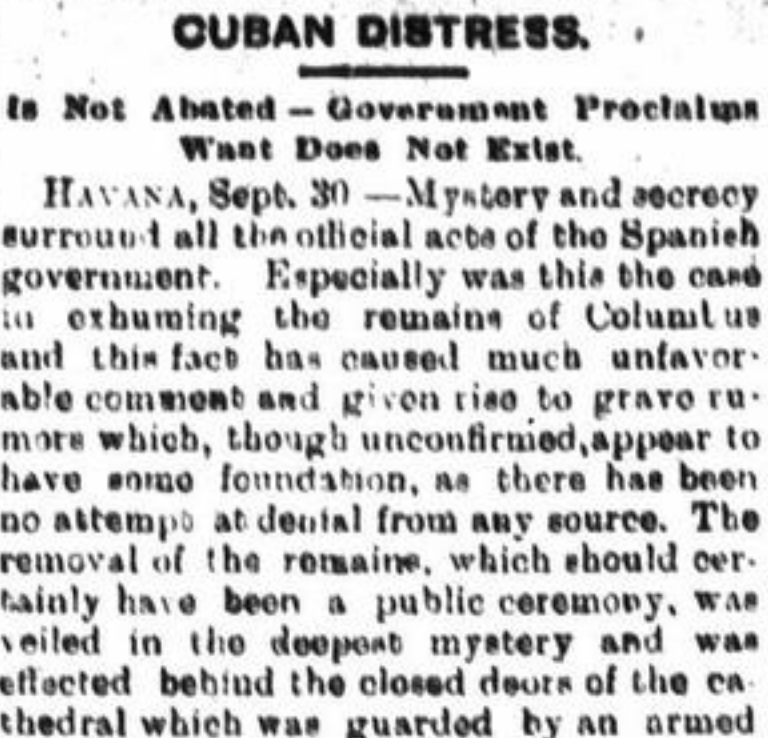 CUBAN DISTRESS.
Is Not Abated – Government Proclaims
Want Does Not Exist.
HAVANA, Sept. 30 —Mystery and secrecy
surround all the official acts of the Spanish
government. Especially was this the case
in exhuming the remains of Columbus
and this fact has caused much unfavor-
able comment and given rise to grave ru-
mors which, though unconfirmed, appear to
have some foundation, as there has been
no attempt at denial from any source. The
removal of the remains, which should cer-
tainly have been a public ceremony, was
veiled in the deepest mystery and was
effected behind the closed doors of the ca-
thedral which was guarded by an armed